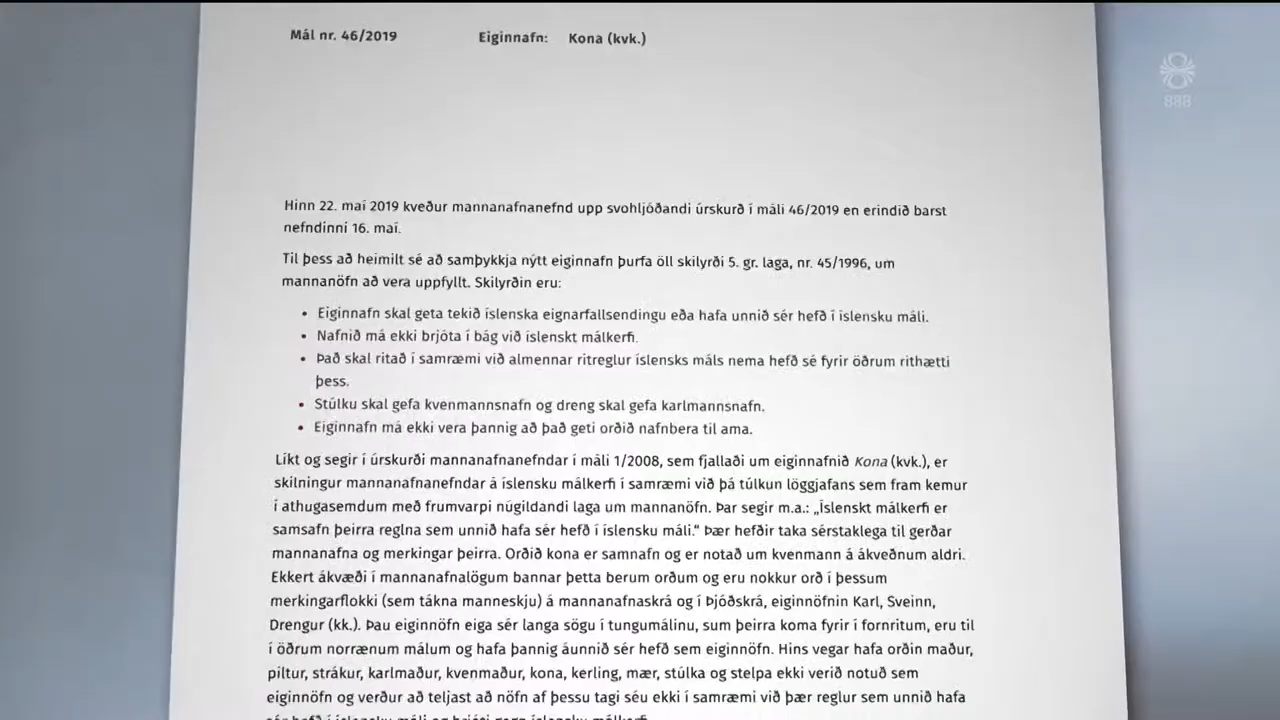 Mál nr. 46/2019 Eiginnafn: Kona (kvk.)
888
Hinn 22. maí 2019 kveður mannanafnanefnd upp svohljóðandi úrskurð í máli 46/2019 en erindið barst
nefndinni 16. maí.
Til þess að heimilt sé að samþykkja nýtt eiginnafn þurfa öll skilyrði 5. gr. laga, nr. 45/1996, um
mannanöfn að vera uppfyllt. Skilyrðin eru:
• Eiginnafn skal geta tekið íslenska eignarfallsendingu eða hafa unnið sér hefð í íslensku máli.
• Nafnið má ekki brjóta í bág við íslenskt málkerfi.
• Það skal ritað í samræmi við almennar ritreglur íslensks máls nema hefð sé fyrir öðrum rithætti
þess.
• Stúlku skal gefa kvenmannsnafn og dreng skal gefa karlmannsnafn.
• Eiginnafn má ekki vera þannig að það geti orðið nafnbera til ama.
Líkt og segir í úrskurði mannanafnanefndar í máli 1/2008, sem fjallaði um eiginnafnið Kona (kvk.), er
skilningur mannanafnanefndar á íslensku málkerfi í samræmi við þá túlkun löggjafans sem fram kemur
í athugasemdum með frumvarpi núgildandi laga um mannanöfn. Þar segir m.a.: „Íslenskt málkerfi er
samsafn þeirra reglna sem unnið hafa sér hefð í íslensku máli.“ Þær hefðir taka sérstaklega til gerðar
mannanafna og merkingar þeirra. Orðið kona er samnafn og er notað um kvenmann á ákveðnum aldri.
Ekkert ákvæði í mannanafnalögum bannar þetta berum orðum og eru nokkur orð í þessum
merkingarflokki (sem tákna manneskju) á mannanafnaskrá og í Þjóðskrá, eiginnöfnin Karl, Sveinn,
Drengur (kk.). Þau eiginnöfn eiga sér langa sögu í tungumálinu, sum þeirra koma fyrir í fornritum, eru til
í öðrum norrænum málum og hafa þannig áunnið sér hefð sem eiginnöfn. Hins vegar hafa orðin maður,
piltur, strákur, karlmaður, kvenmaður, kona, kerling, mær, stúlka og stelpa ekki verið notuð sem
eiginnöfn og verður að teljast að nöfn af þessu tagi séu ekki í samræmi við þær reglur sem unnið hafa
sér hefð í íslensku máli og brjóti gegn íslensku málkerfi.